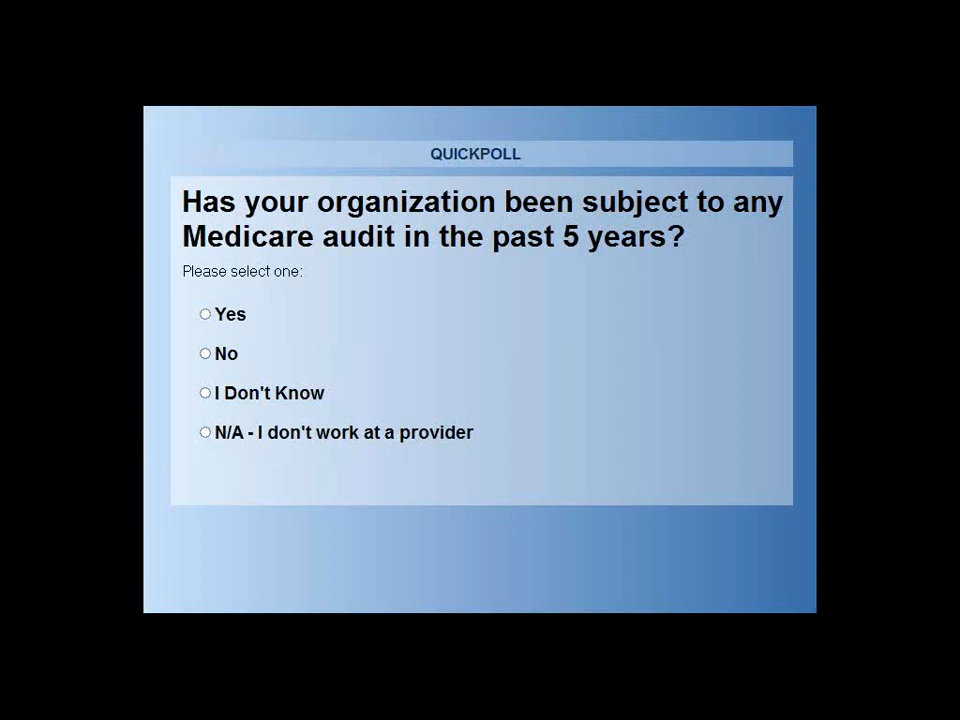 QUICKPOLL
Has your organization been subject to any
Medicare audit in the past 5 years?
Please select one:
Yes
No
I Don't Know
N/A - I don't work at a provider